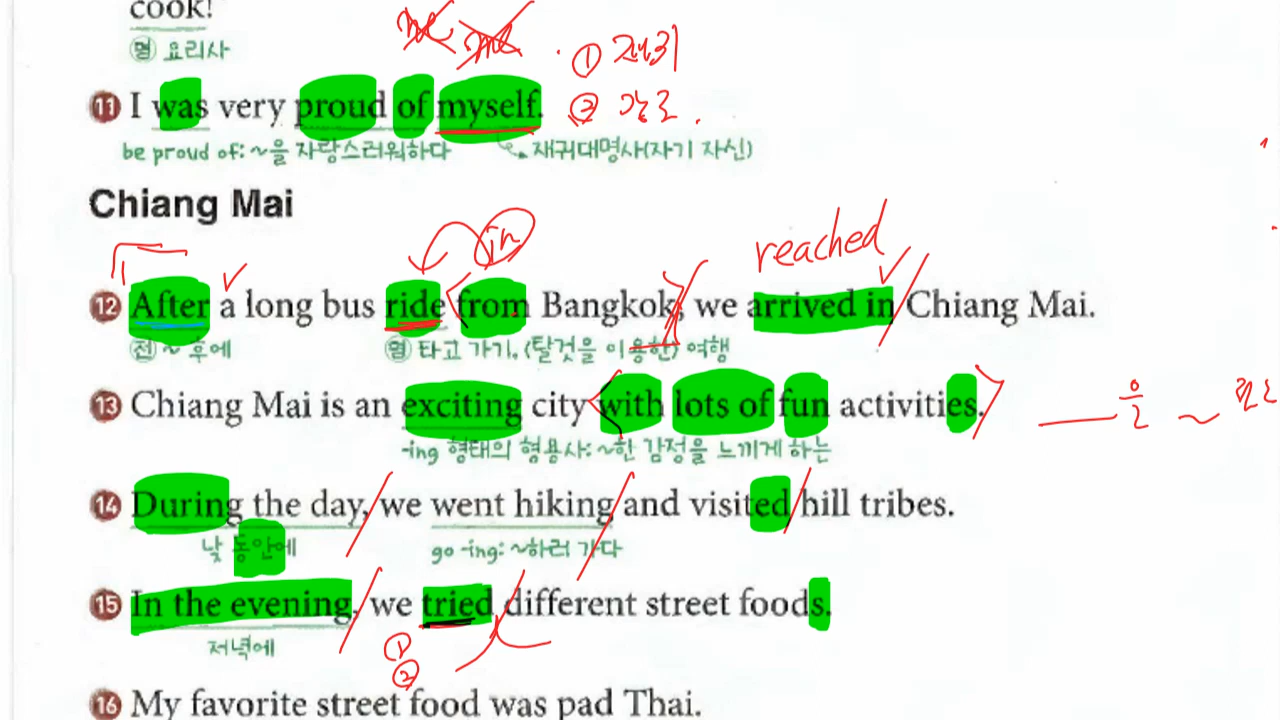 cook!
명 요리사
① 재귀
⑪ I was very proud of myself. ② 강조.
be proud of: ~을 자랑스러워하다 재귀대명사(자기 자신)
Chiang Mai
in reached
⑫ After a long bus ride from Bangkok, we arrived in Chiang Mai.
전 ~ 후에 명 타고 가기, (탈것을 이용한) 여행
⑬ Chiang Mai is an exciting city with lots of fun activities.
-ing 형태의 형용사: ~한 감정을 느끼게 하는
⑭ During the day, we went hiking and visited hill tribes.
낮 동안에 go -ing: ~하러 가다
⑮ In the evening, we tried different street foods.
저녁에 ①
②
⑯ My favorite street food was pad Thai.